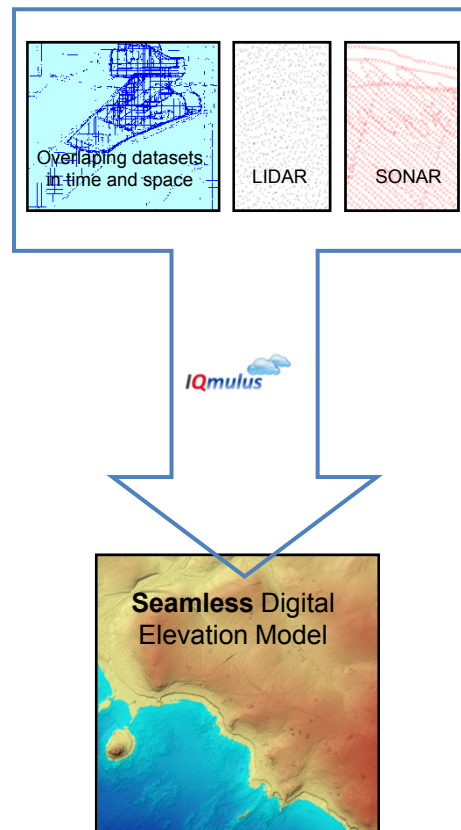 Overlaping datasets
in time and space
LIDAR
SONAR
IQmulus
Seamless Digital
Elevation Model